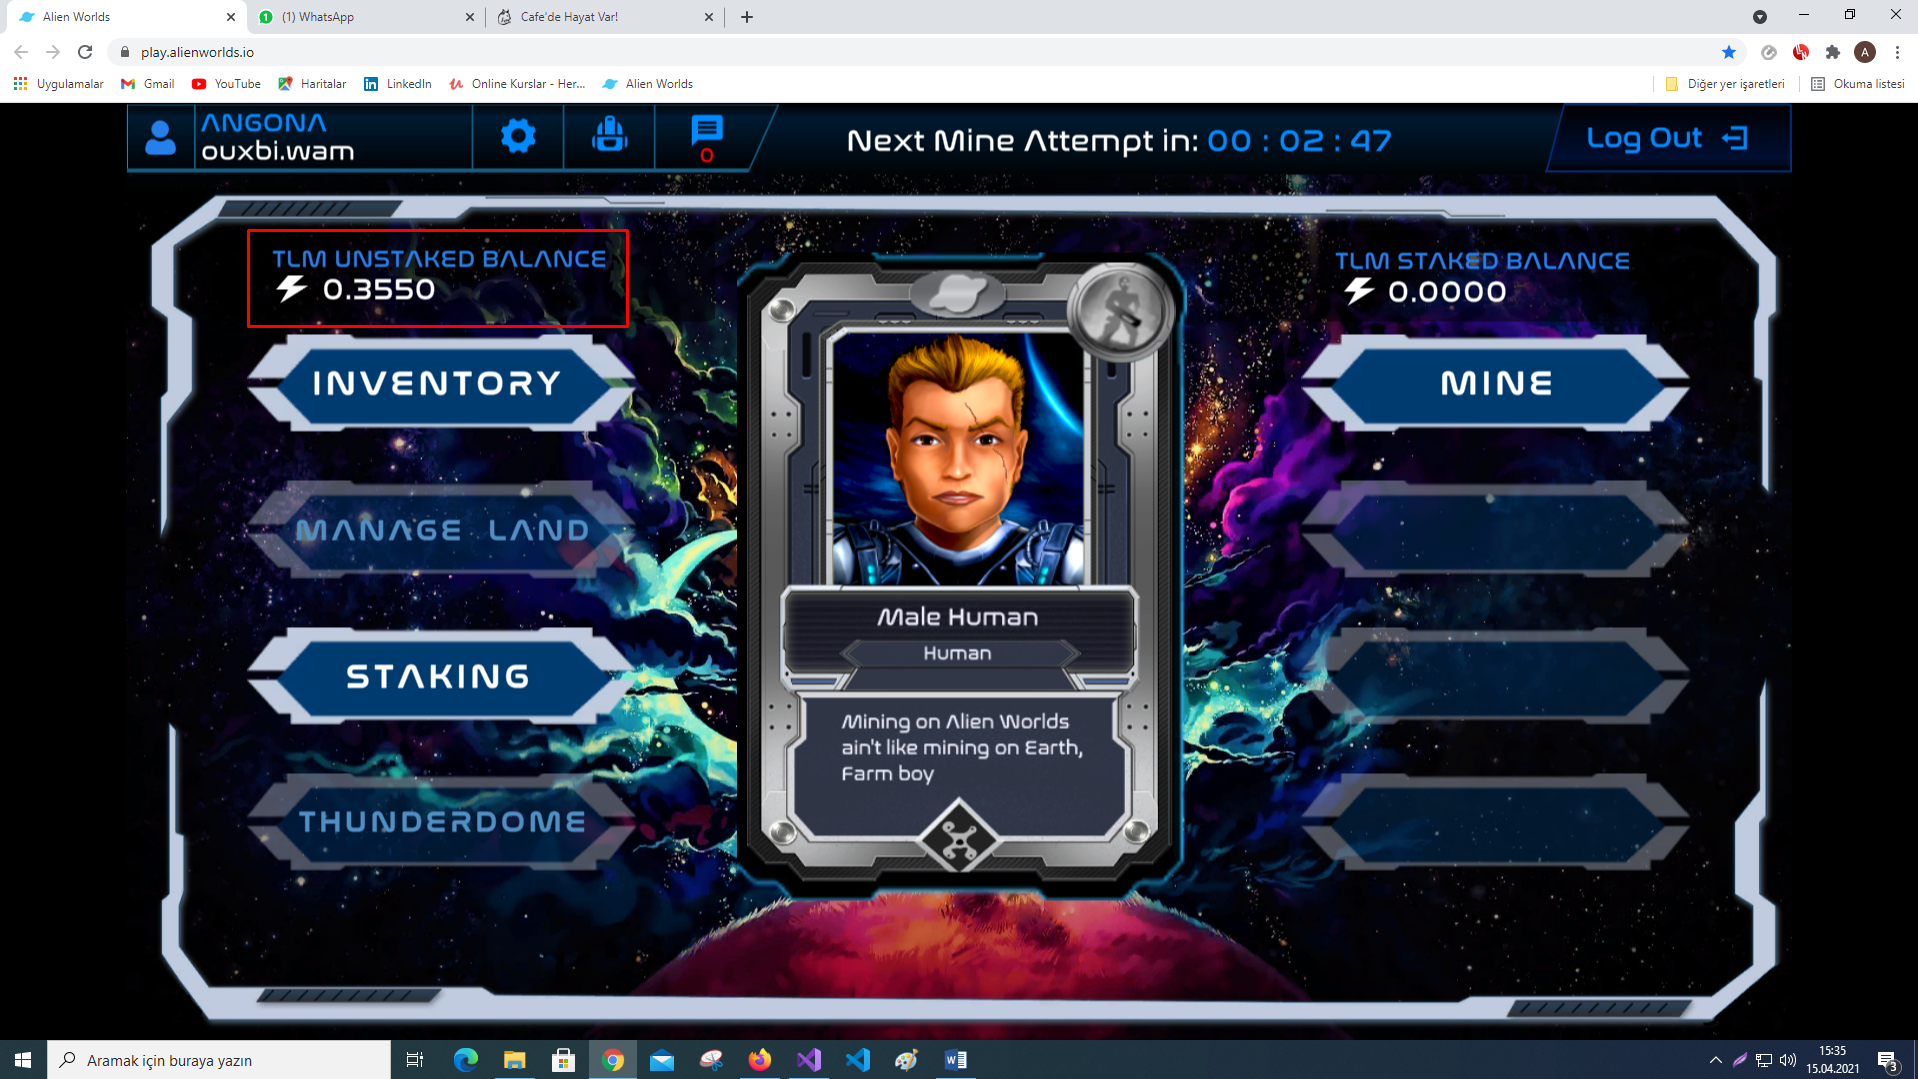 Alien Worlds
(1) WhatsApp
Cafe'de Hayat Var!
play.alienworlds.io
A
Uygulamalar
Gmail
YouTube
Haritalar
LinkedIn
Online Kurslar - Her...
Alien Worlds
Diğer yer işaretleri
Okuma listesi
ANGONA
ouxbi.wam
0
Next Mine Attempt in: 00 : 02 : 47
Log Out
TLM UNSTAKED BALANCE
0.3550
TLM STAKED BALANCE
0.0000
INVENTORY
MINE
MANAGE LAND
STAKING
THUNDERDOME
Male Human
Human
Mining on Alien Worlds
ain't like mining on Earth,
Farm boy
Aramak için buraya yazın
15:35
15.04.2021
3